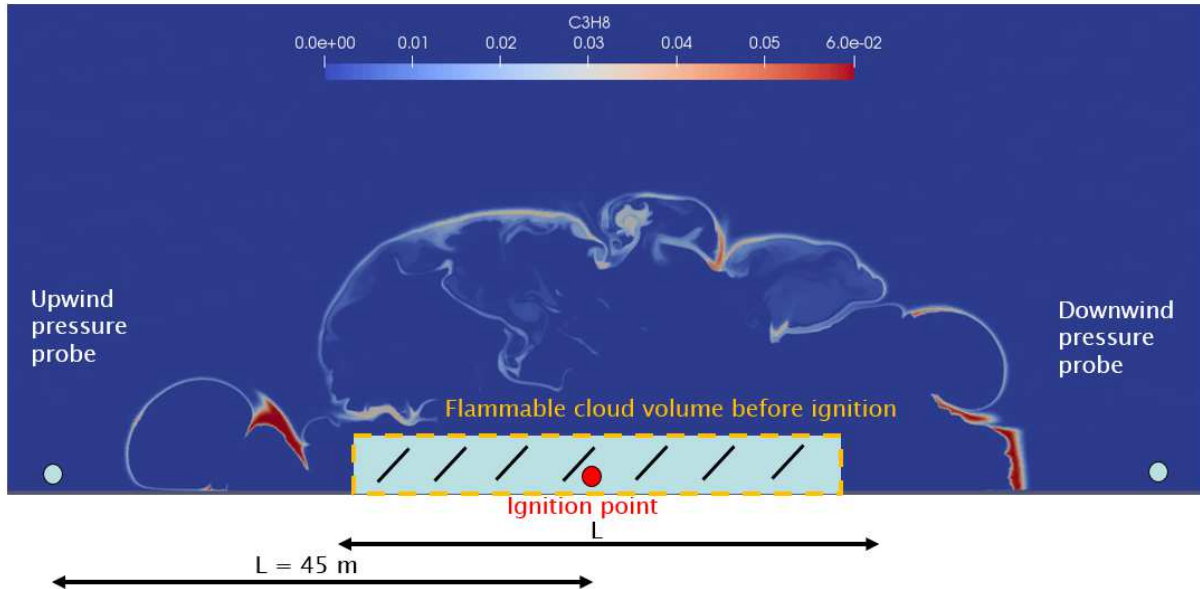 C3H8
0.0e+00 0.01 0.02 0.03 0.04 0.05 6.0e-02
Upwind
pressure
probe
Downwind
pressure
probe
Flammable cloud volume before ignition
Ignition point
L
L = 45 m